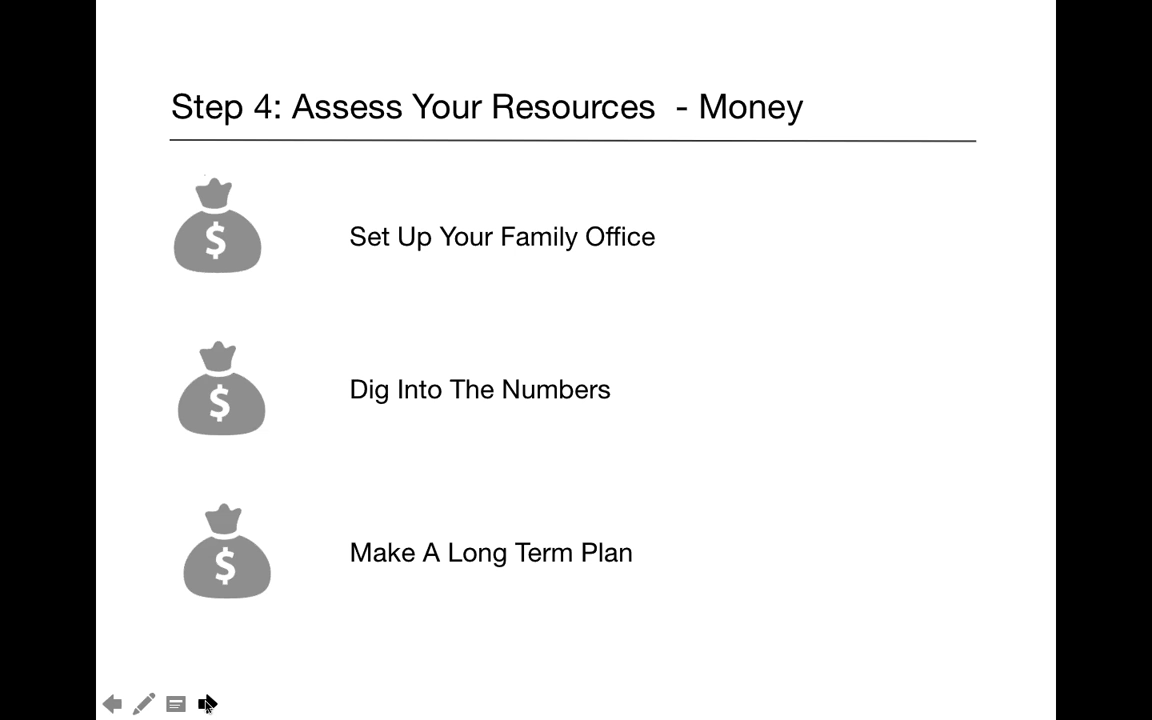 Step 4: Assess Your Resources  - Money
$
Set Up Your Family Office
$
Dig Into The Numbers
$
Make A Long Term Plan